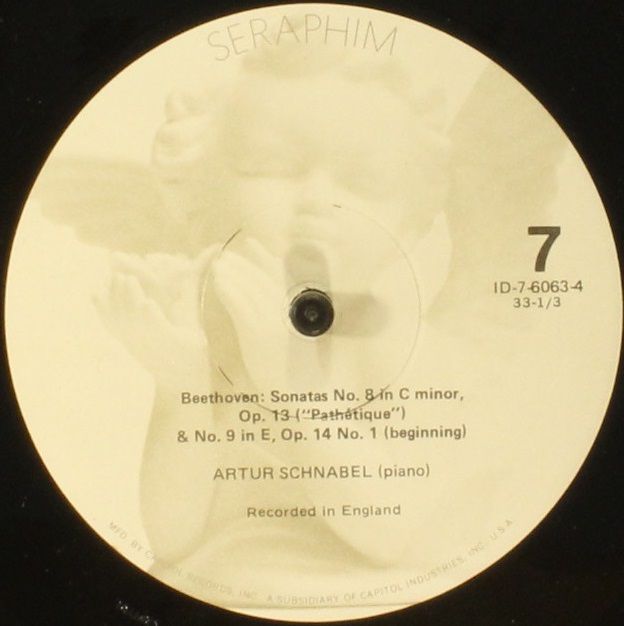 SERAPHIM
7
ID-7-6063-4
33-1/3
Beethoven: Sonatas No. 8 in C minor,
Op. 13 ("Pathétique")
& No. 9 in E, Op. 14 No. 1 (beginning)
ARTUR SCHNABEL (piano)
Recorded in England
MFD. BY CAPITOL RECORDS, INC. A SUBSIDIARY OF CAPITOL INDUSTRIES, INC. U.S.A.